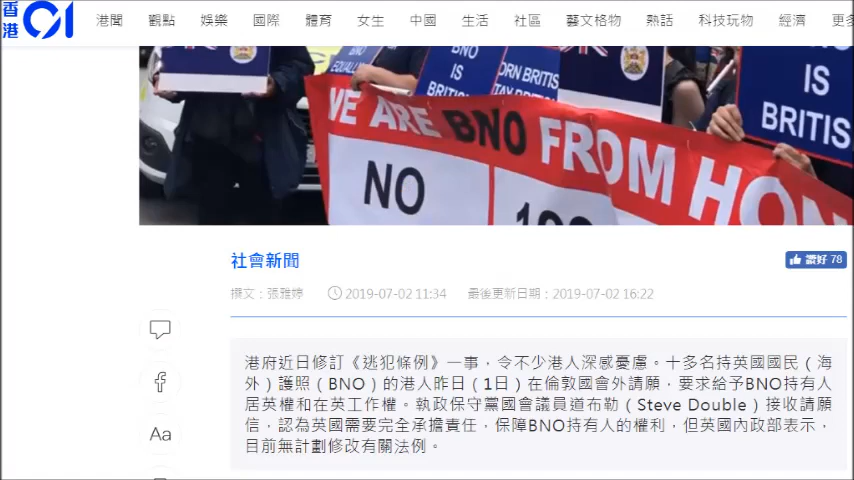 香港01
港聞 觀點 娛樂 國際 體育 女生 中國 生活 社區 藝文格物 熱話 科技玩物 經濟
BNO
EQUALLY
BNO
IS
BRITISH
BORN BRITIS
IS
BRITIS
WE ARE BNO FROM HON
NO
社會新聞
讚好 78
撰文：張雅婷 2019-07-02 11:34 最後更新日期：2019-07-02 16:22
港府近日修訂《逃犯條例》一事，令不少港人深感憂慮。十多名持英國國民（海
外）護照（BNO）的港人昨日（1日）在倫敦國會外請願，要求給予BNO持有人
居英權和在英工作權。執政保守黨國會議員道布勒（Steve Double）接收請願
信，認為英國需要完全承擔責任，保障BNO持有人的權利，但英國內政部表示，
目前無計劃修改有關法例。
Aa